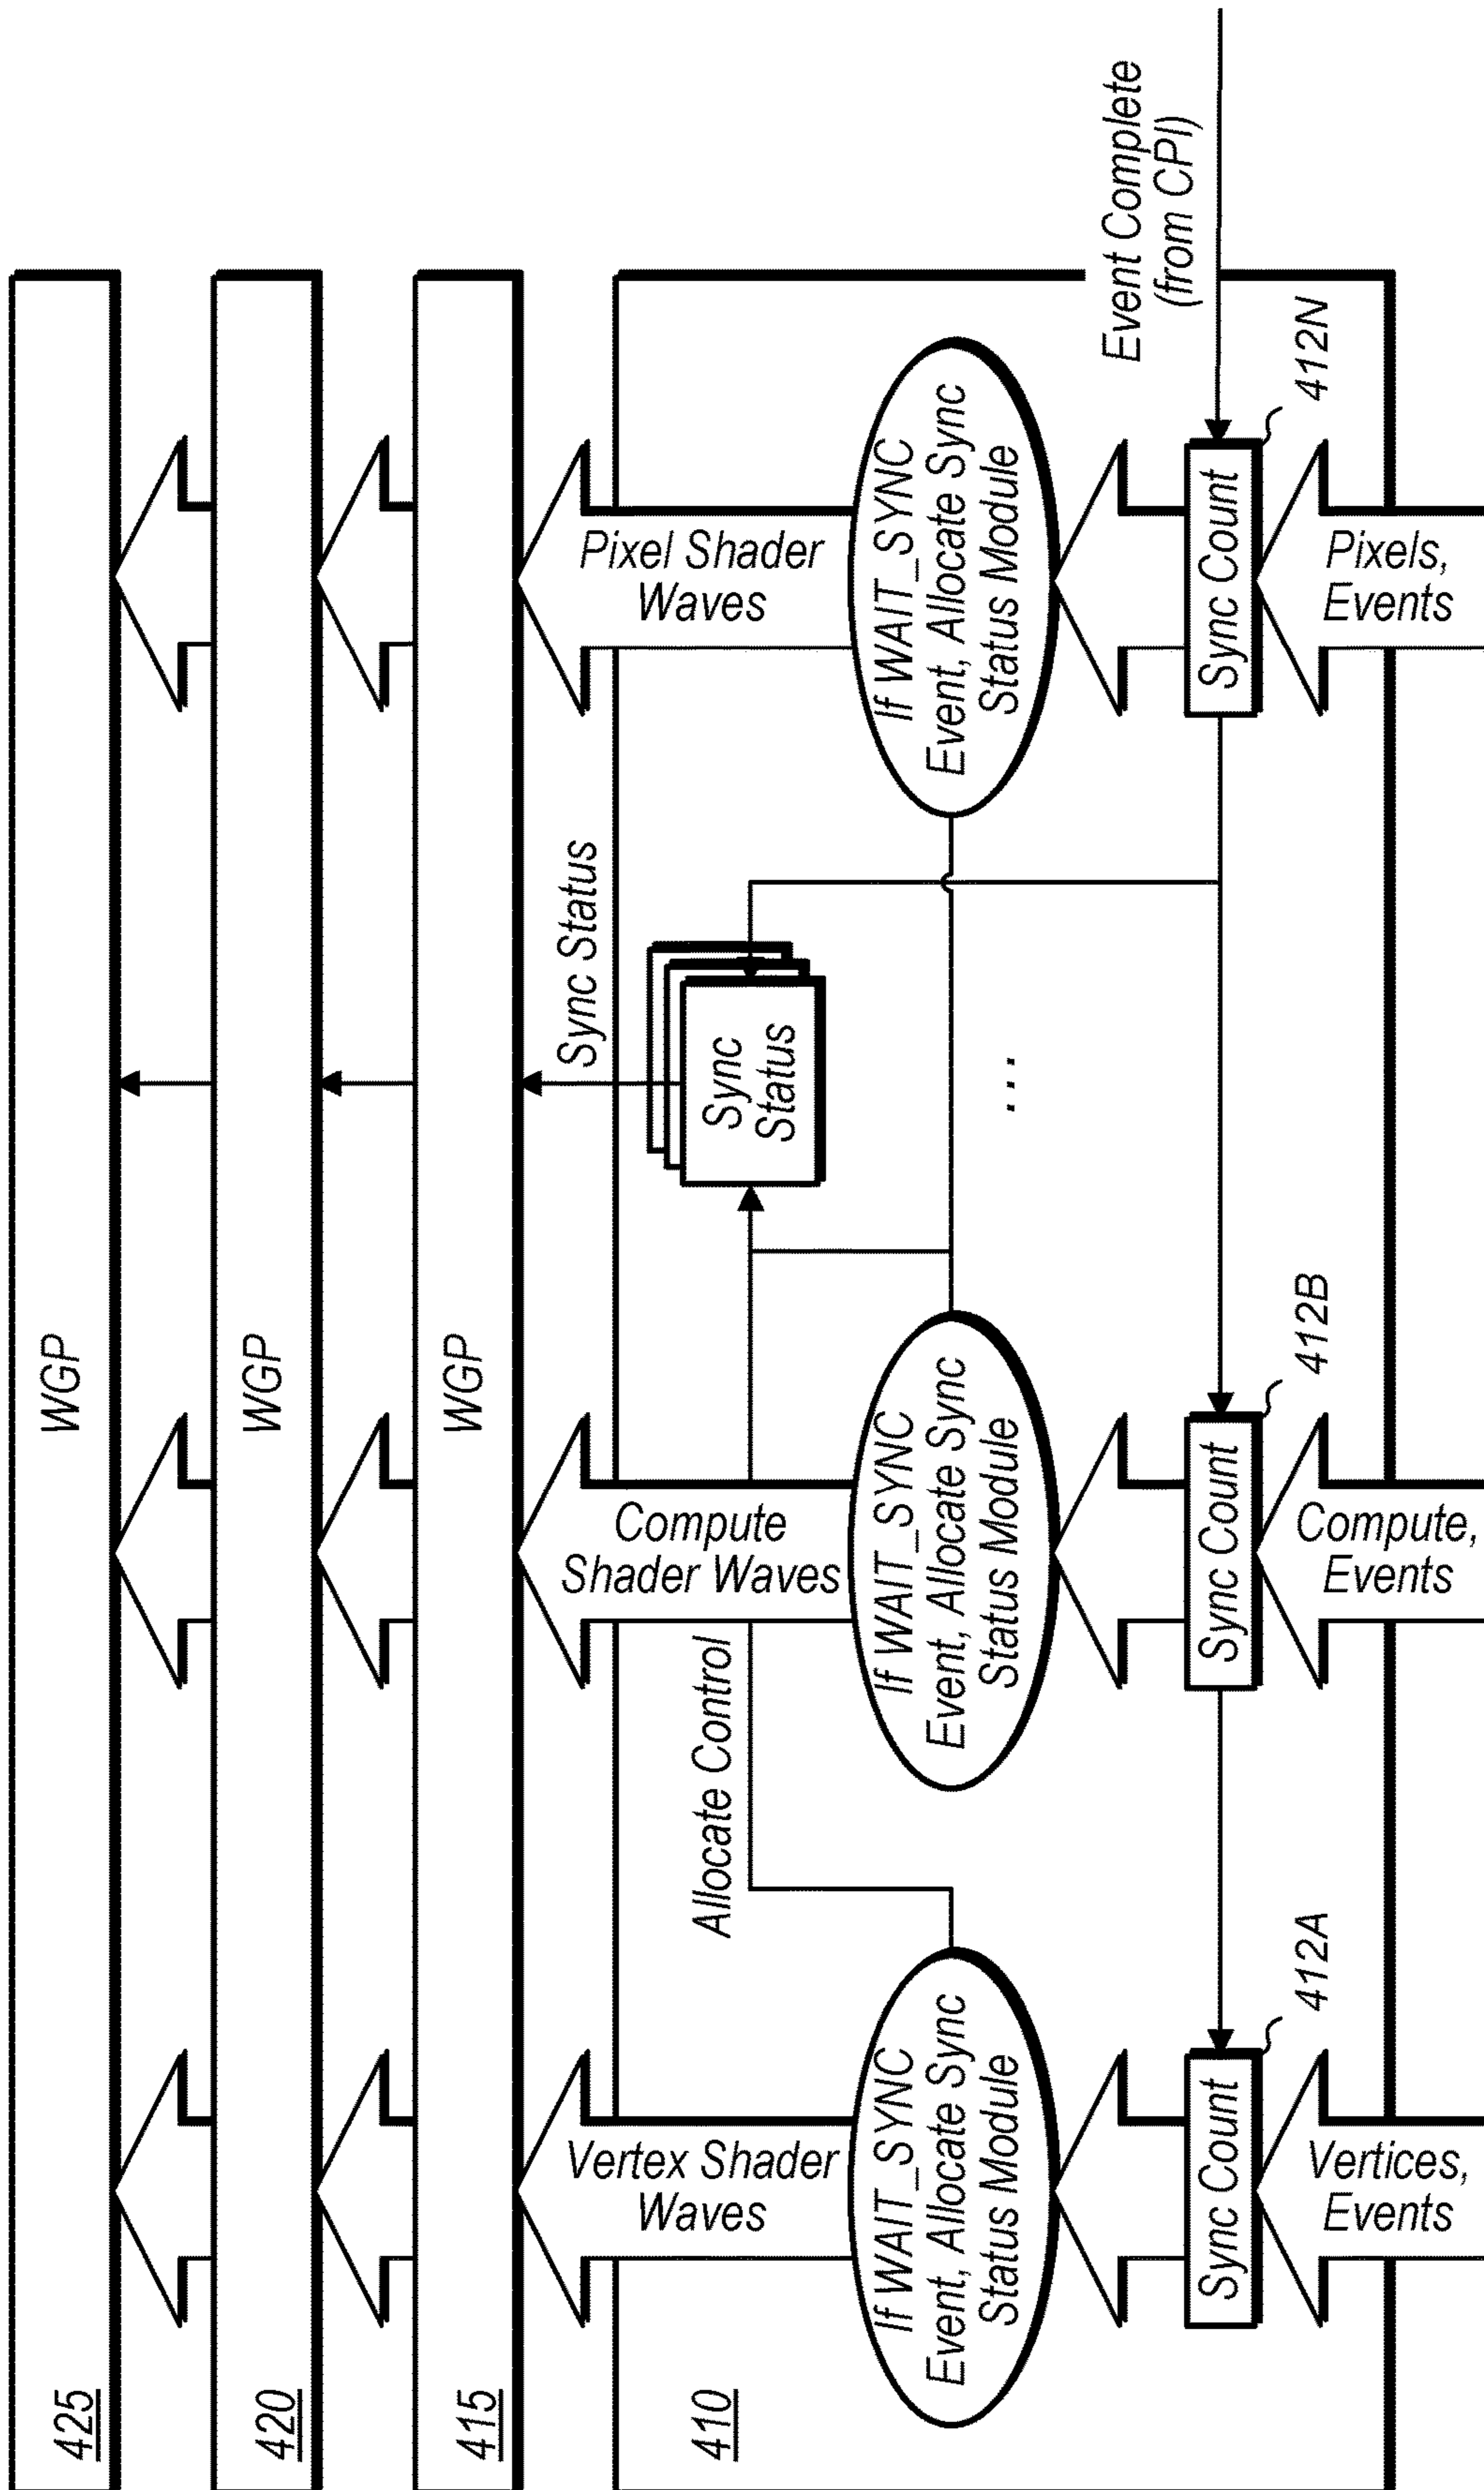 425
WGP
420
WGP
415
WGP
410
Vertex Shader
Waves
Compute
Shader Waves
Sync Status
Pixel Shader
Waves
Allocate Control
Sync
Status
If WAIT_SYNC
Event, Allocate Sync
Status Module
If WAIT_SYNC
Event, Allocate Sync
Status Module
...
If WAIT_SYNC
Event, Allocate Sync
Status Module
Event Complete
(from CPI)
Sync Count
412A
Sync Count
412B
Sync Count
412N
Vertices,
Events
Compute,
Events
Pixels,
Events